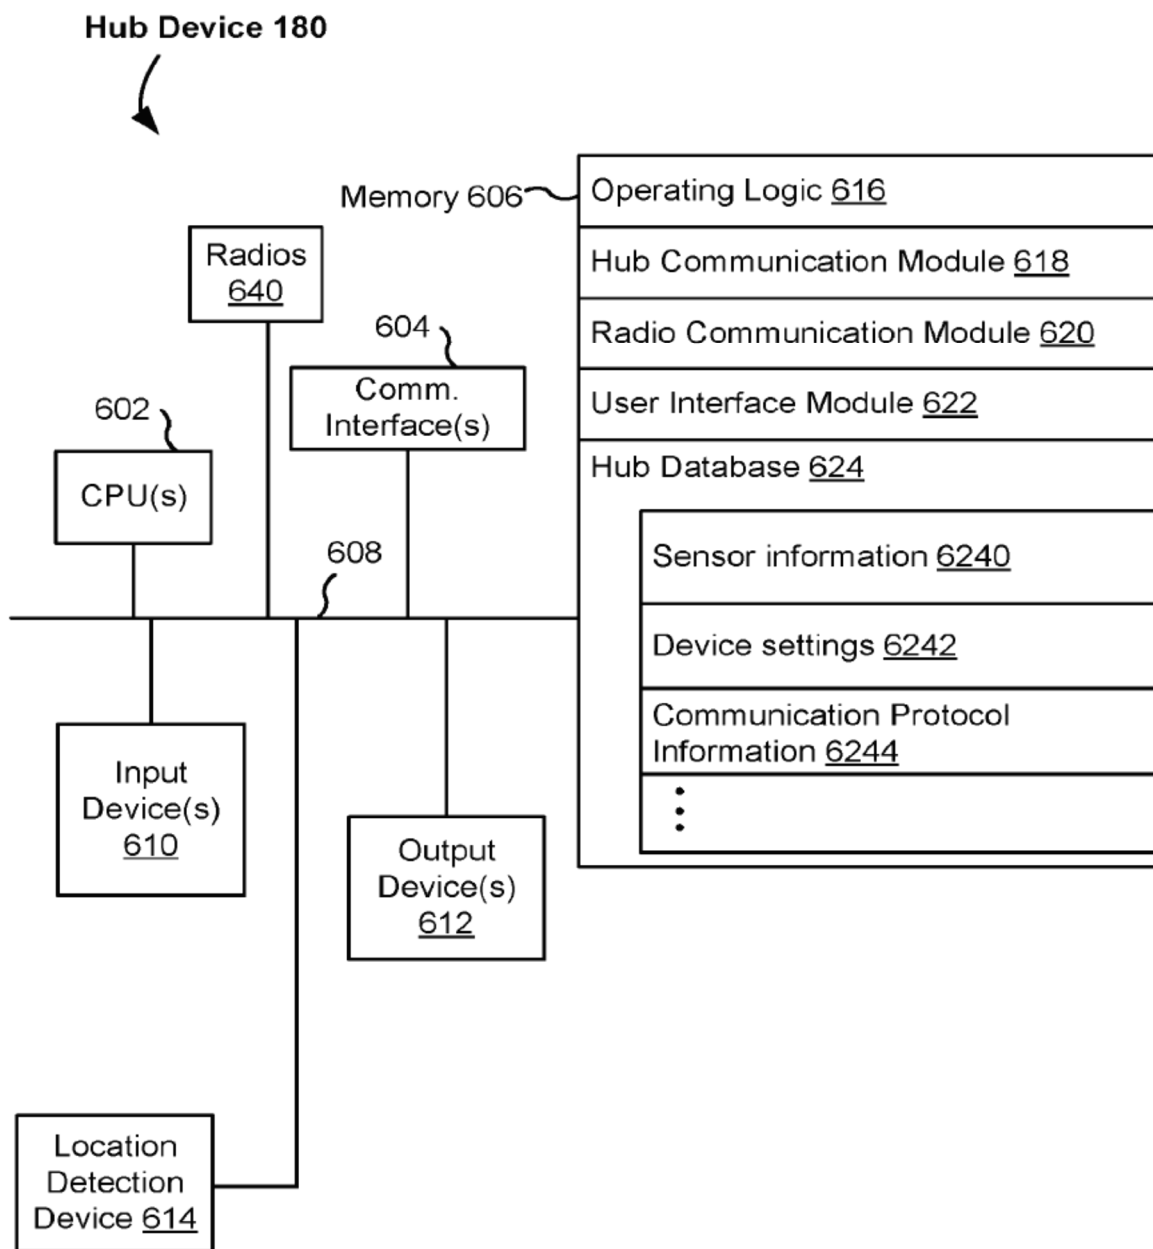 Hub Device 180
Memory 606
Operating Logic 616
Hub Communication Module 618
Radio Communication Module 620
User Interface Module 622
Hub Database 624
Sensor information 6240
Device settings 6242
Communication Protocol
Information 6244
Radios
640
604
Comm.
Interface(s)
602
CPU(s)
608
Input
Device(s)
610
Output
Device(s)
612
Location
Detection
Device 614